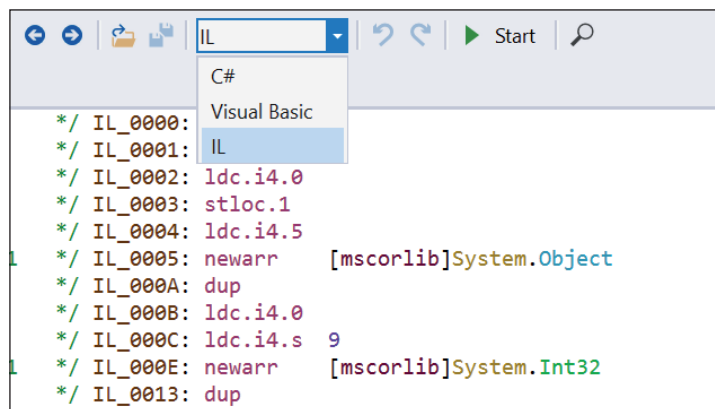 IL
Start
C#
Visual Basic
IL
*/ IL_0000:
*/ IL_0001:
*/ IL_0002: ldc.i4.0
*/ IL_0003: stloc.1
*/ IL_0004: ldc.i4.5
1 */ IL_0005: newarr [mscorlib]System.Object
*/ IL_000A: dup
*/ IL_000B: ldc.i4.0
*/ IL_000C: ldc.i4.s 9
1 */ IL_000E: newarr [mscorlib]System.Int32
*/ IL_0013: dup